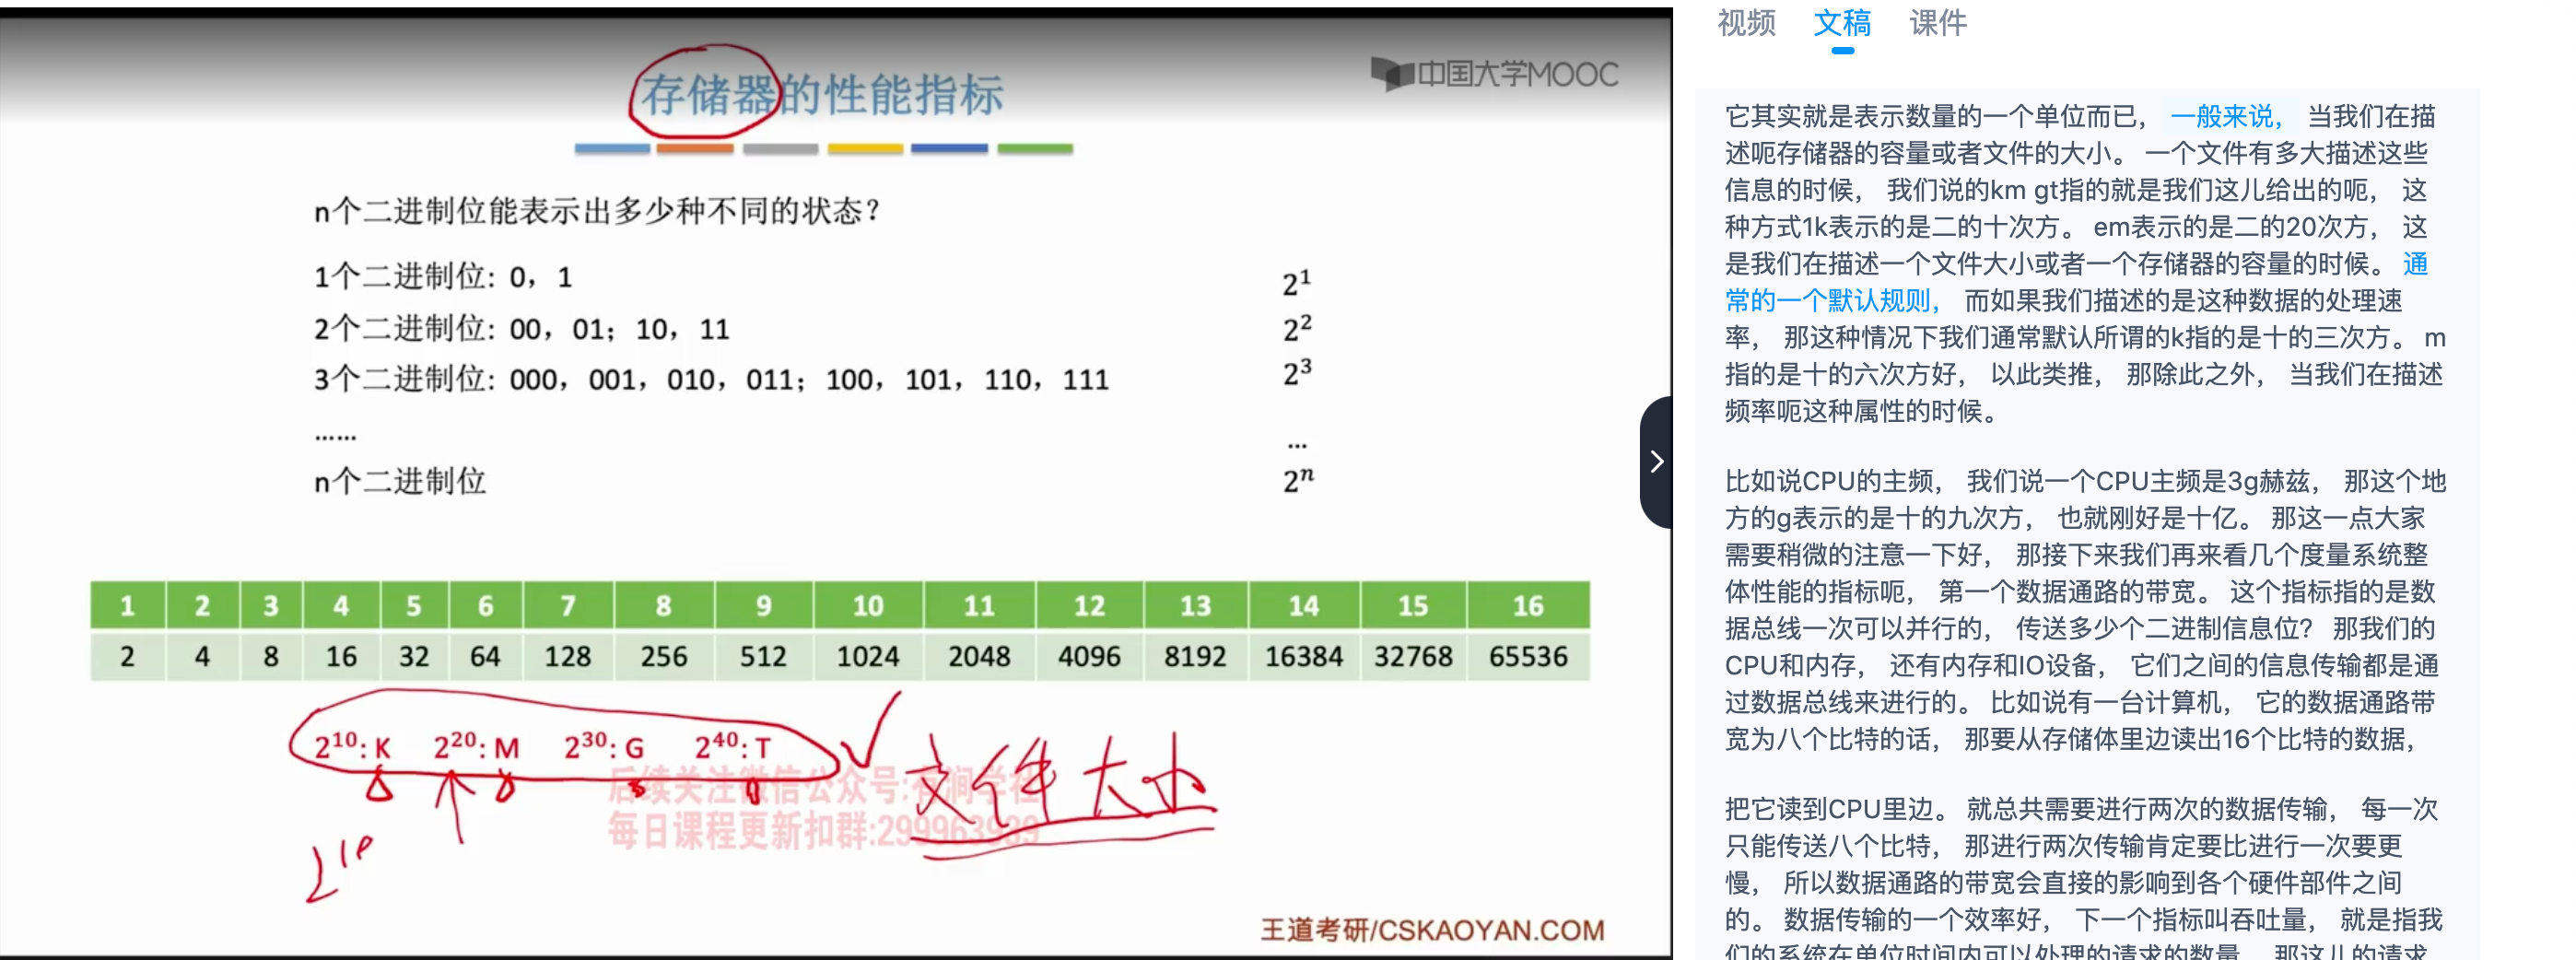 存储器的性能指标
中国大学MOOC
n个二进制位能表示出多少种不同的状态?
1个二进制位: 0, 1 2¹
2个二进制位: 00, 01; 10, 11 2²
3个二进制位: 000, 001, 010, 011; 100, 101, 110, 111 2³
...... ...
n个二进制位 2ⁿ
1 2 3 4 5 6 7 8 9 10 11 12 13 14 15 16
2 4 8 16 32 64 128 256 512 1024 2048 4096 8192 16384 32768 65536
2¹⁰: K 2²⁰: M 2³⁰: G 2⁴⁰: T
文件大小
后续关注微信公众号:有涧学社
每日课程更新扣群:299963939
2¹⁰
王道考研/CSKAOYAN.COM
视频 文稿 课件
它其实就是表示数量的一个单位而已, 一般来说, 当我们在描
述呃存储器的容量或者文件的大小。 一个文件有多大描述这些
信息的时候, 我们说的km gt指的就是我们这儿给出的呃, 这
种方式1k表示的是二的十次方。 em表示的是二的20次方, 这
是我们在描述一个文件大小或者一个存储器的容量的时候。 通
常的一个默认规则, 而如果我们描述的是这种数据的处理速
率, 那这种情况下我们通常默认所谓的k指的是十的三次方。 m
指的是十的六次方好, 以此类推, 那除此之外, 当我们在描述
频率呃这种属性的时候。
比如说CPU的主频, 我们说一个CPU主频是3g赫兹, 那这个地
方的g表示的是十的九次方, 也就刚好是十亿。 那这一点大家
需要稍微的注意一下好, 那接下来我们再来看几个度量系统整
体性能的指标呃, 第一个数据通路的带宽。 这个指标指的是数
据总线一次可以并行的, 传送多少个二进制信息位? 那我们的
CPU和内存, 还有内存和IO设备, 它们之间的信息传输都是通
过数据总线来进行的。 比如说有一台计算机, 它的数据通路带
宽为八个比特的话, 那要从存储体里边读出16个比特的数据,
把它读到CPU里边。 就总共需要进行两次的数据传输, 每一次
只能传送八个比特, 那进行两次传输肯定要比进行一次要更
慢, 所以数据通路的带宽会直接的影响到各个硬件部件之间
的。 数据传输的一个效率好, 下一个指标叫吞吐量, 就是指我
们的系统在单位时间内可以处理的请求的数量, 那这儿的请求